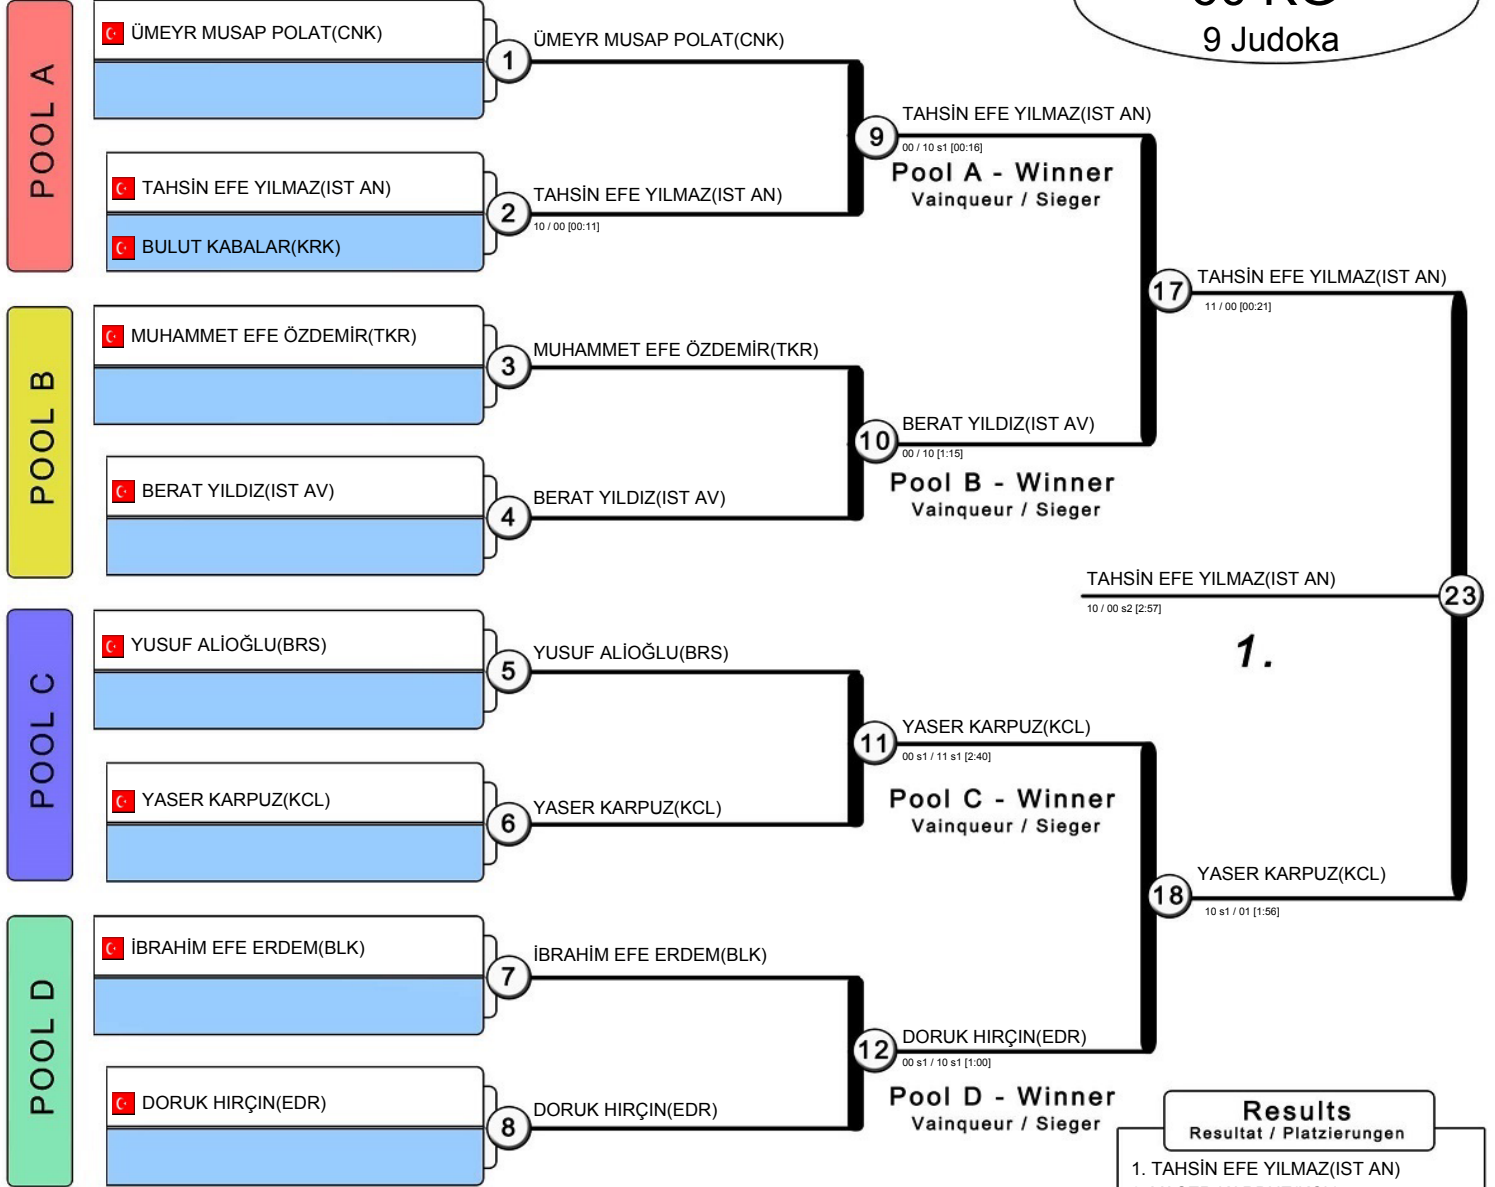 9 Judoka
POOL A
ÜMEYR MUSAP POLAT(CNK)
1
ÜMEYR MUSAP POLAT(CNK)
TAHSİN EFE YILMAZ(IST AN)
BULUT KABALAR(KRK)
2
TAHSİN EFE YILMAZ(IST AN)
10 / 00 [00:11]
9
TAHSİN EFE YILMAZ(IST AN)
00 / 10 s1 [00:16]
Pool A - Winner
Vainqueur / Sieger
POOL B
MUHAMMET EFE ÖZDEMİR(TKR)
3
MUHAMMET EFE ÖZDEMİR(TKR)
BERAT YILDIZ(IST AV)
4
BERAT YILDIZ(IST AV)
10
BERAT YILDIZ(IST AV)
00 / 10 [1:15]
Pool B - Winner
Vainqueur / Sieger
17
TAHSİN EFE YILMAZ(IST AN)
11 / 00 [00:21]
TAHSİN EFE YILMAZ(IST AN)
10 / 00 s2 [2:57]
23
1.
POOL C
YUSUF ALİOĞLU(BRS)
5
YUSUF ALİOĞLU(BRS)
YASER KARPUZ(KCL)
6
YASER KARPUZ(KCL)
11
YASER KARPUZ(KCL)
00 s1 / 11 s1 [2:40]
Pool C - Winner
Vainqueur / Sieger
18
YASER KARPUZ(KCL)
10 s1 / 01 [1:56]
POOL D
İBRAHİM EFE ERDEM(BLK)
7
İBRAHİM EFE ERDEM(BLK)
DORUK HIRÇIN(EDR)
8
DORUK HIRÇIN(EDR)
12
DORUK HIRÇIN(EDR)
00 s1 / 10 s1 [1:00]
Pool D - Winner
Vainqueur / Sieger
Results
Resultat / Platzierungen
1. TAHSİN EFE YILMAZ(IST AN)